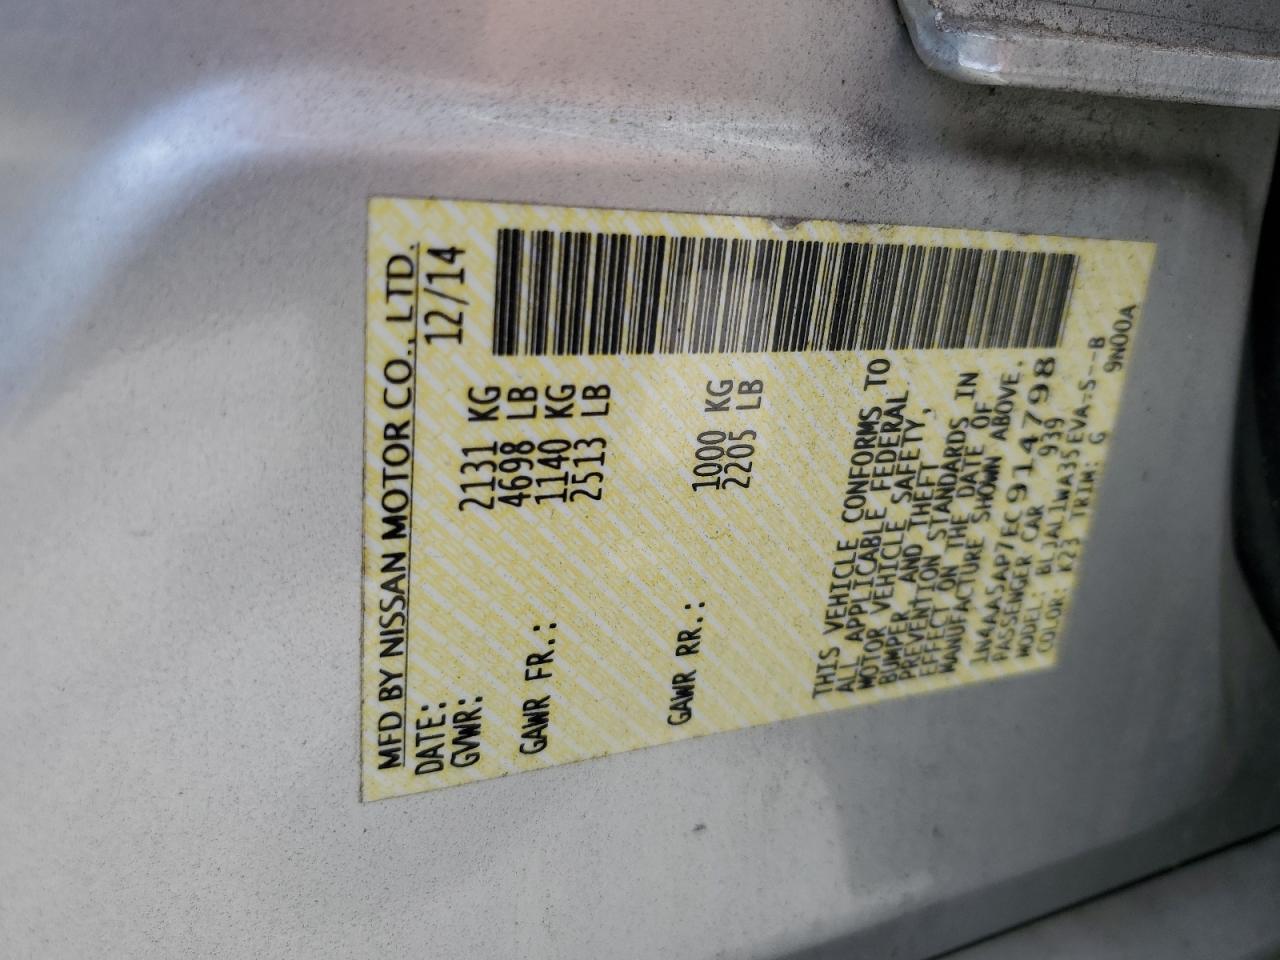 MFD BY NISSAN MOTOR CO., LTD.
DATE: 12/14
GVWR: 2131 KG
4698 LB
GAWR FR.: 1140 KG
2513 LB
GAWR RR.: 1000 KG
2205 LB
THIS VEHICLE CONFORMS TO
ALL APPLICABLE FEDERAL
MOTOR VEHICLE SAFETY,
BUMPER AND THEFT
PREVENTION STANDARDS IN
EFFECT ON THE DATE OF
MANUFACTURE SHOWN ABOVE.
1N4AA5AP7EC914798
PASSENGER CAR 939
MODEL: BLJALLWA35EVA-S---B
COLOR: K23 TRIM: G 9N00A